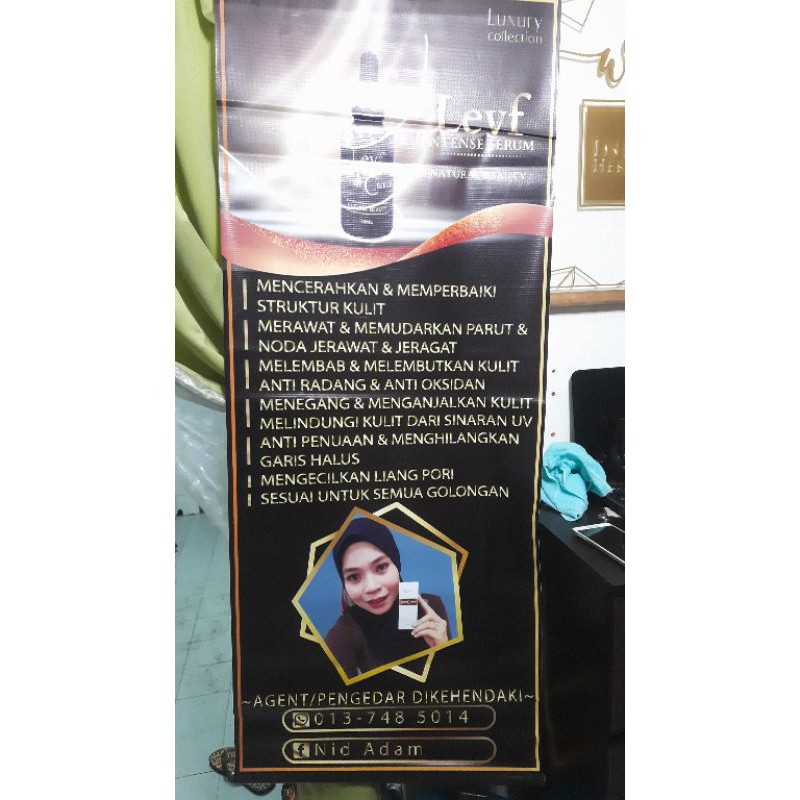 Luxury
collection
Leyf
INTENSE SERUM
MENCERAHKAN & MEMPERBAIKI
STRUKTUR KULIT
MERAWAT & MEMUDARKAN PARUT &
NODA JERAWAT & JERAGAT
MELEMBAB & MELEMBUTKAN KULIT
ANTI RADANG & ANTI OKSIDAN
MENEGANG & MENGANJALKAN KULIT
MELINDUNGI KULIT DARI SINARAN UV
ANTI PENUAAN & MENGHILANGKAN
GARIS HALUS
MENGECILKAN LIANG PORI
SESUAI UNTUK SEMUA GOLONGAN
~AGENT/PENGEDAR DIKEHENDAKI~
013-748 5014
Nid Adam